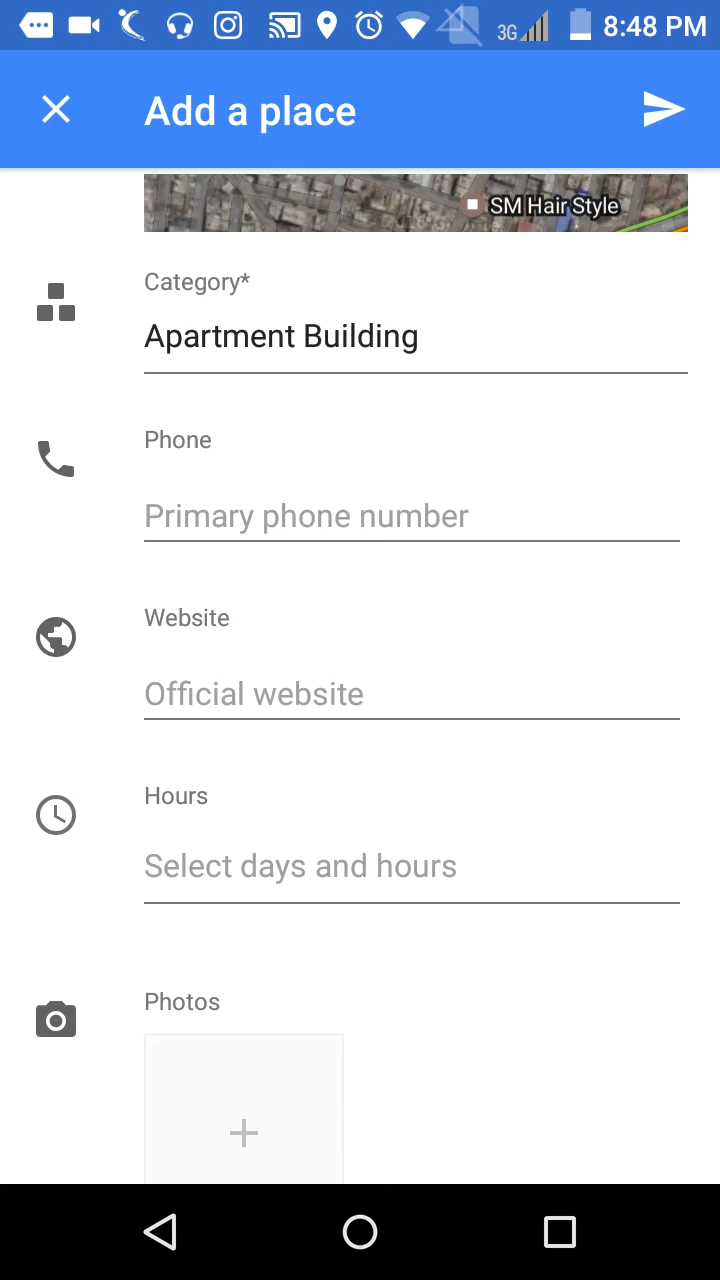 3G 8:48 PM
Add a place
SM Hair Style
Category*
Apartment Building
Phone
Primary phone number
Website
Official website
Hours
Select days and hours
Photos